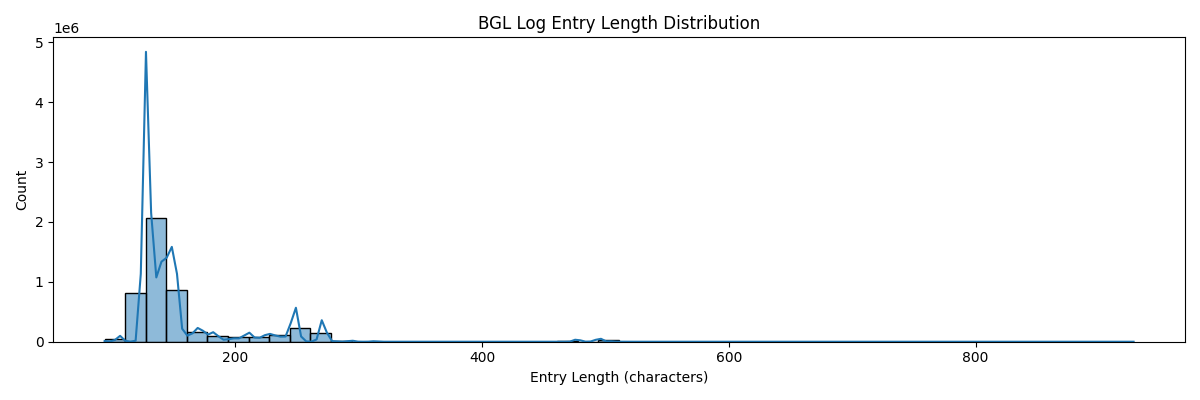 BGL Log Entry Length Distribution
1e6
5
4
3
2
1
0
Count
200
400
600
800
Entry Length (characters)